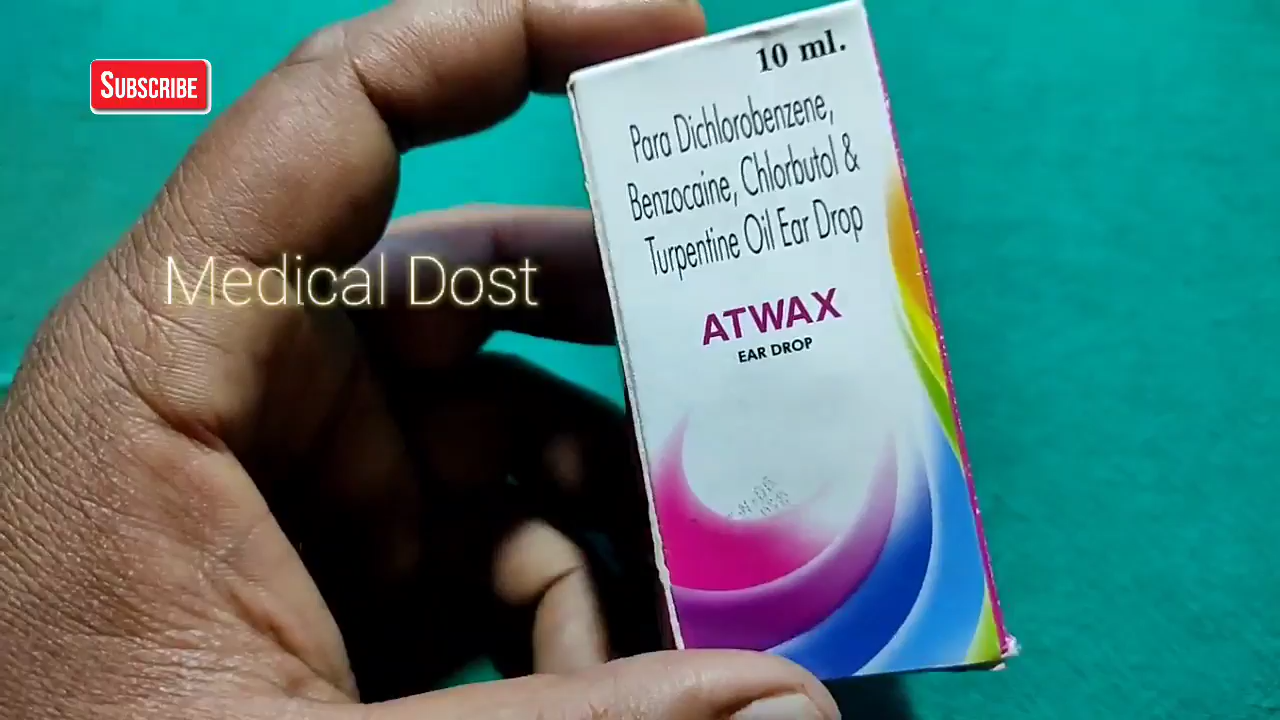 SUBSCRIBE
Medical Dost
10 ml.
Para Dichlorobenzene,
Benzocaine, Chlorbutol &
Turpentine Oil Ear Drop
ATWAX
EAR DROP